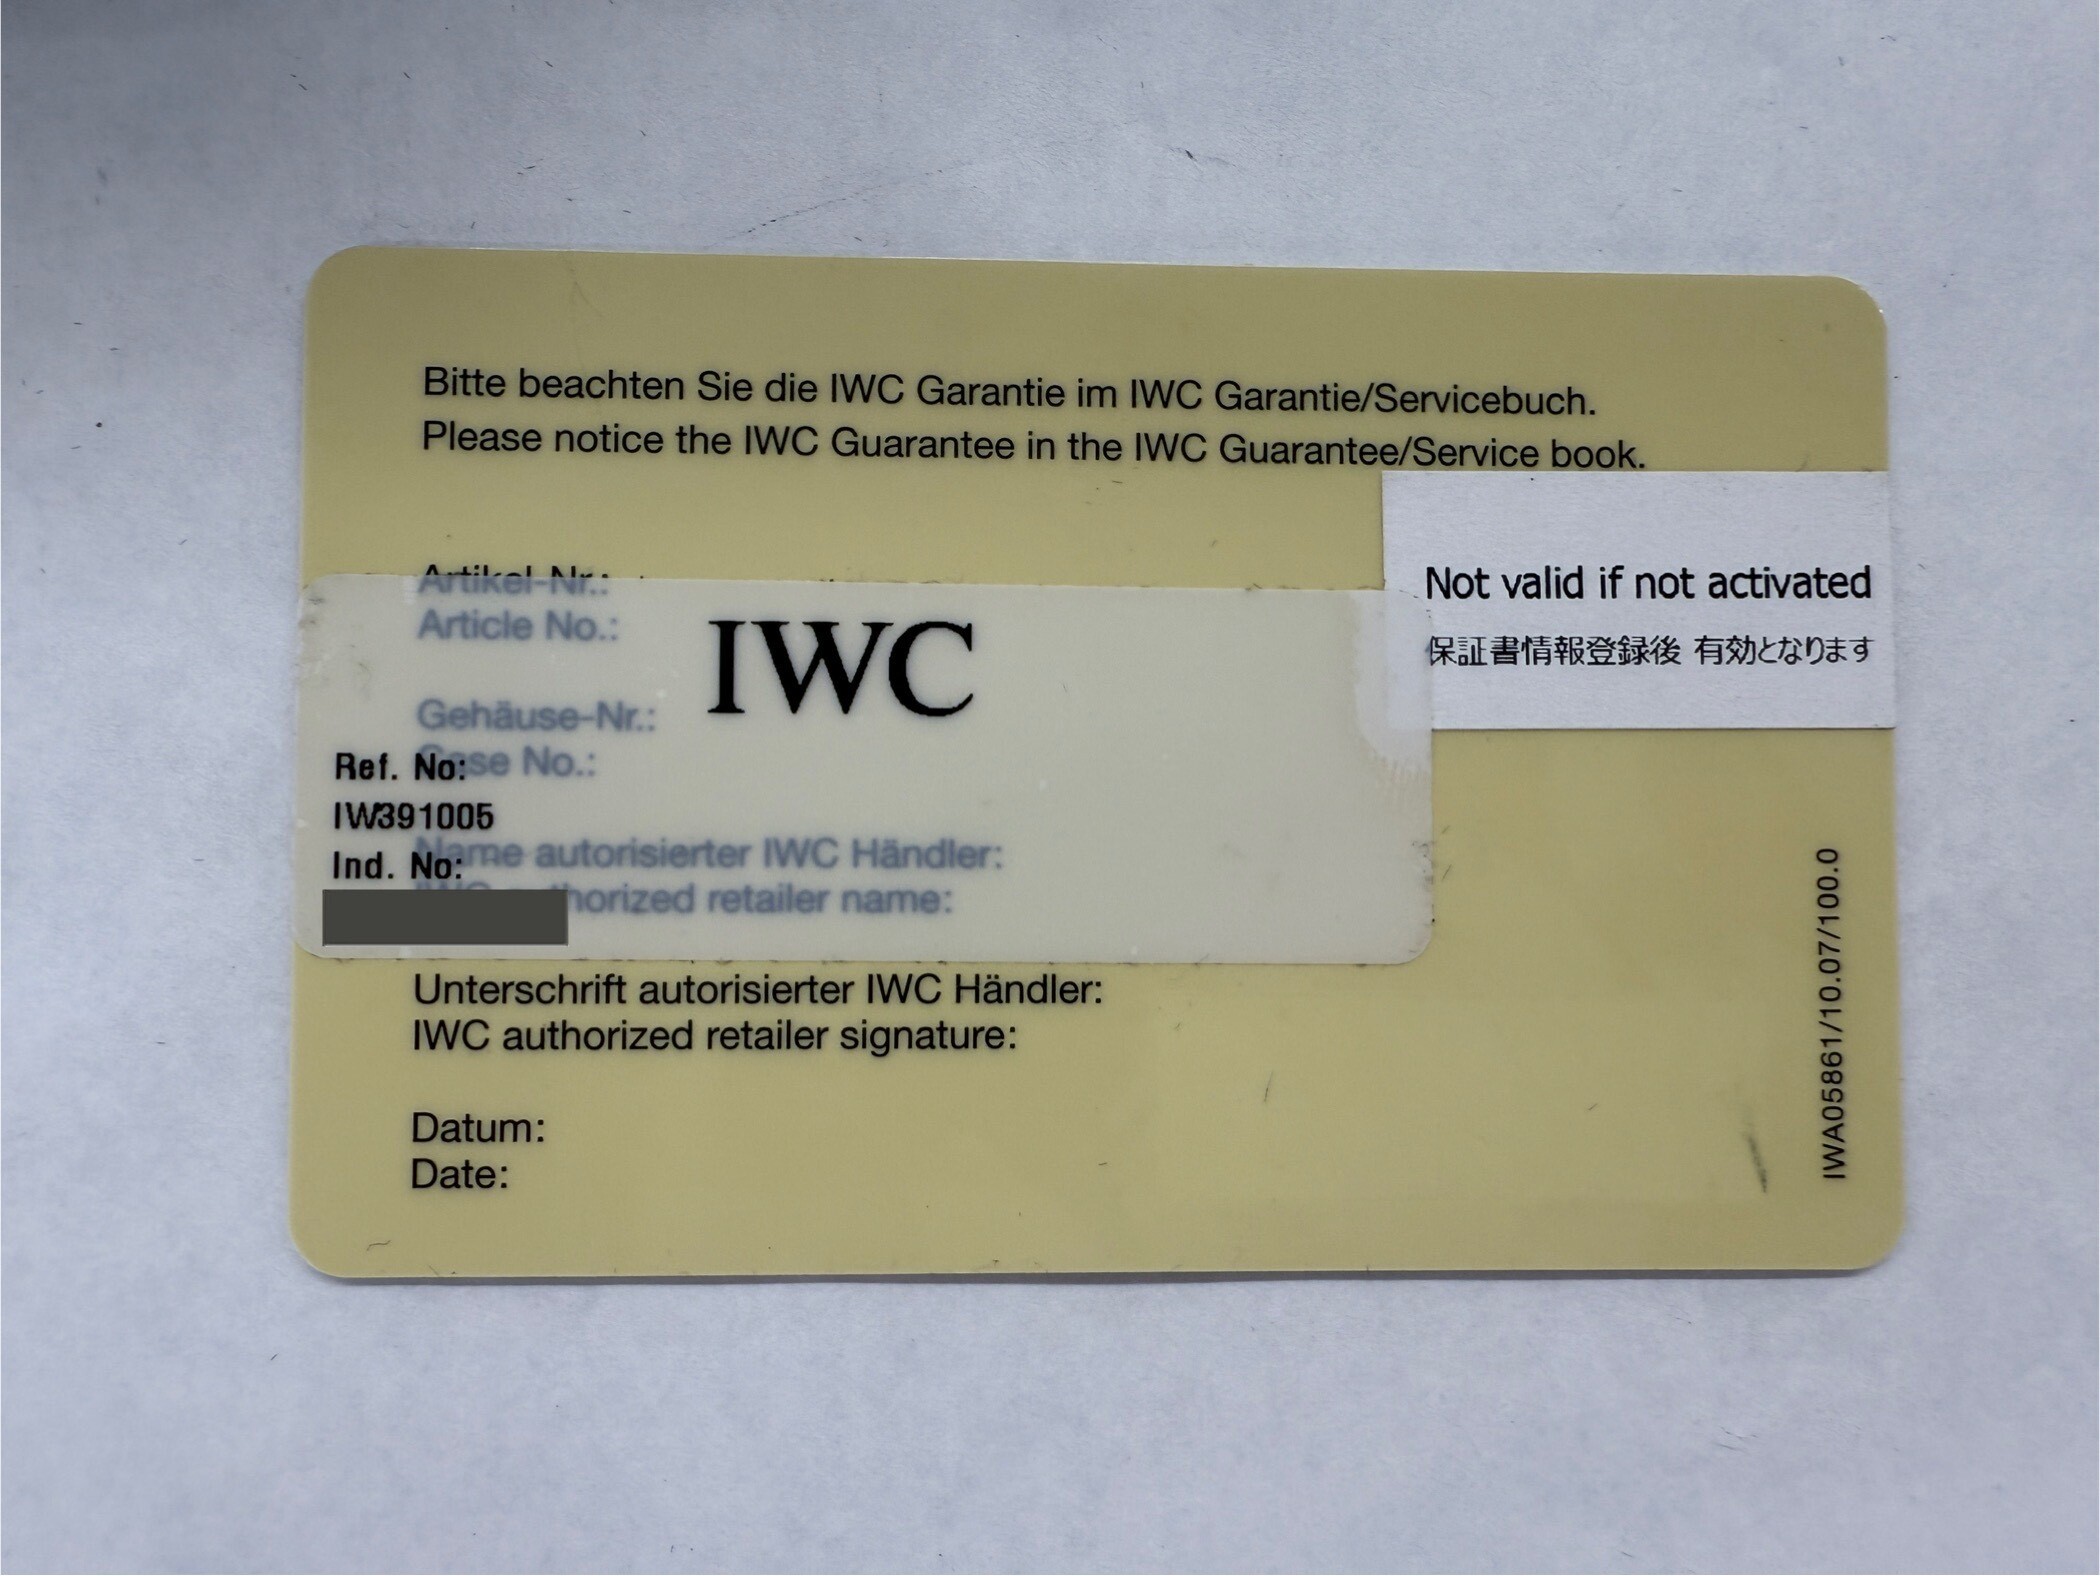 Bitte beachten Sie die IWC Garantie im IWC Garantie/Servicebuch.
Please notice the IWC Guarantee in the IWC Guarantee/Service book.
Not valid if not activated
保証書情報登録後 有効となります
Artikel-Nr.:
Article No.:
IWC
Gehäuse-Nr.:
Case No.:
Ref. No:
IW391005
Name autorisierter IWC Händler:
Ind. No:
IWC authorized retailer name:
Unterschrift autorisierter IWC Händler:
IWC authorized retailer signature:
Datum:
Date:
IWA05861/10.07/100.0